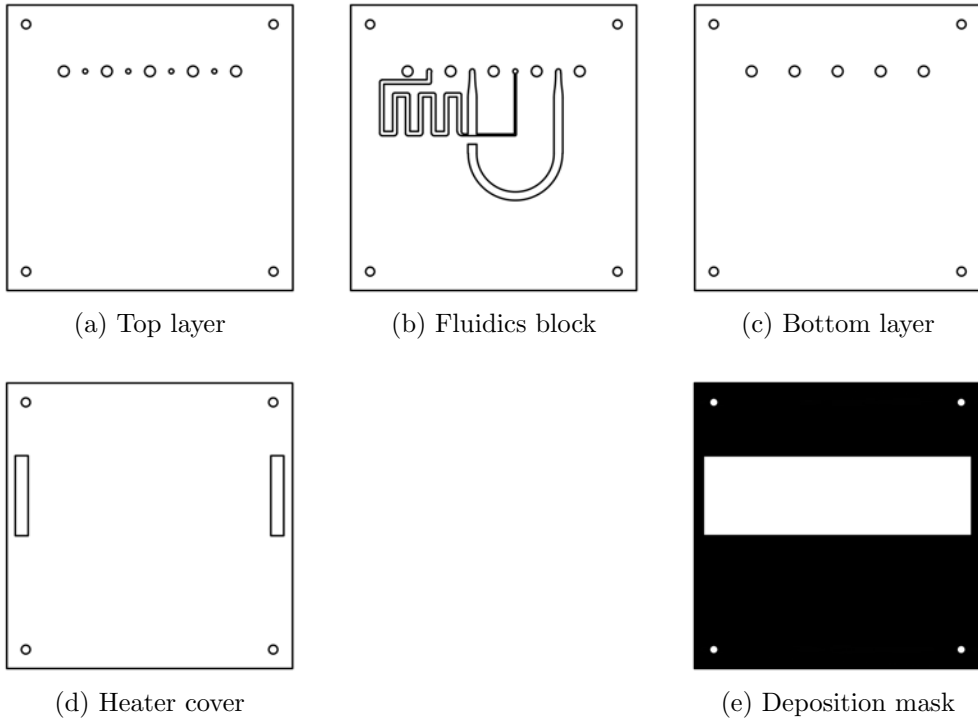 (a) Top layer
(b) Fluidics block
(c) Bottom layer
(d) Heater cover
(e) Deposition mask